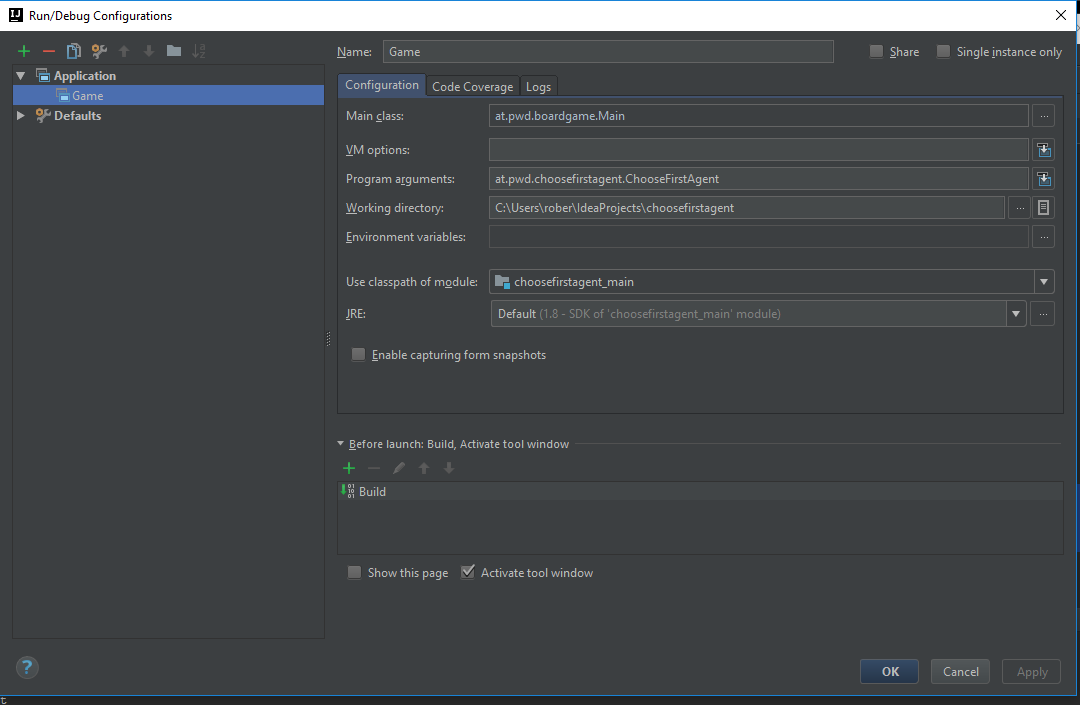 Run/Debug Configurations
Name: Game Share Single instance only
Application
Game
Defaults
Configuration Code Coverage Logs
Main class: at.pwd.boardgame.Main ...
VM options:
Program arguments: at.pwd.choosefirstagent.ChooseFirstAgent
Working directory: C:\Users\rober\IdeaProjects\choosefirstagent ...
Environment variables: ...
Use classpath of module: choosefirstagent_main
JRE: Default (1.8 - SDK of 'choosefirstagent_main' module) ...
Enable capturing form snapshots
Before launch: Build, Activate tool window
Build
Show this page Activate tool window
? OK Cancel Apply
t